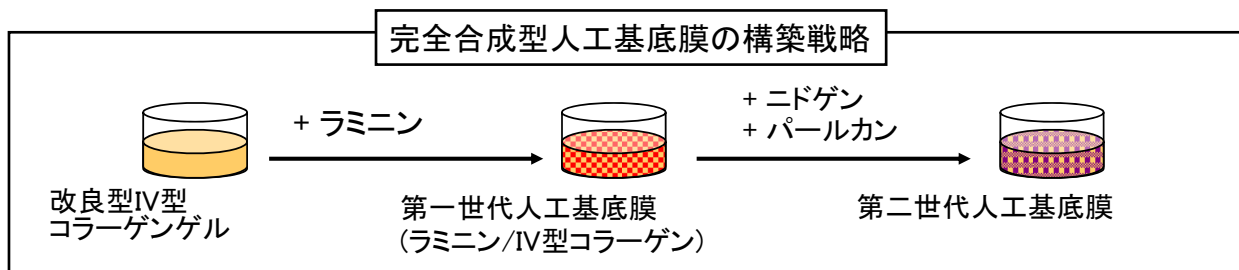 完全合成型人工基底膜の構築戦略
+ ラミニン
+ ニドゲン
+ パールカン
改良型IV型
コラーゲンゲル
第一世代人工基底膜
(ラミニン/IV型コラーゲン)
第二世代人工基底膜